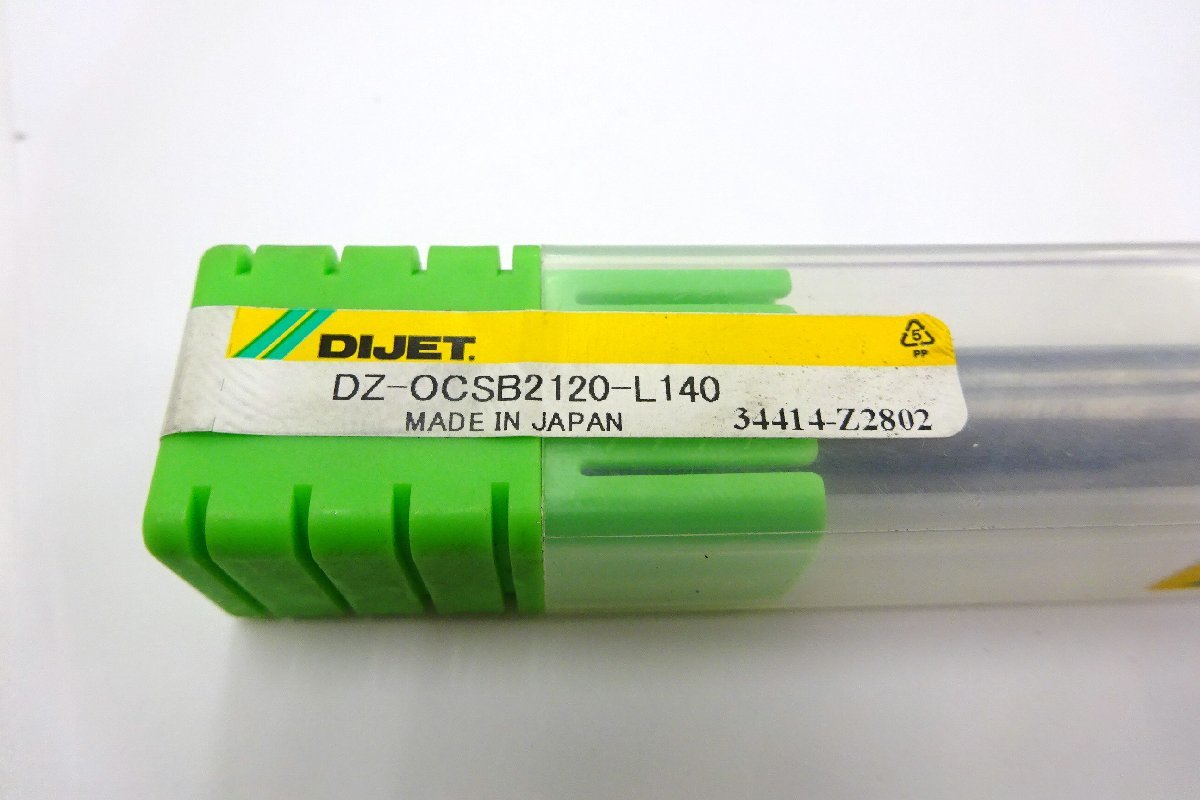 DIJET.
5
PP
DZ-OCSB2120-L140
MADE IN JAPAN 34414-Z2802